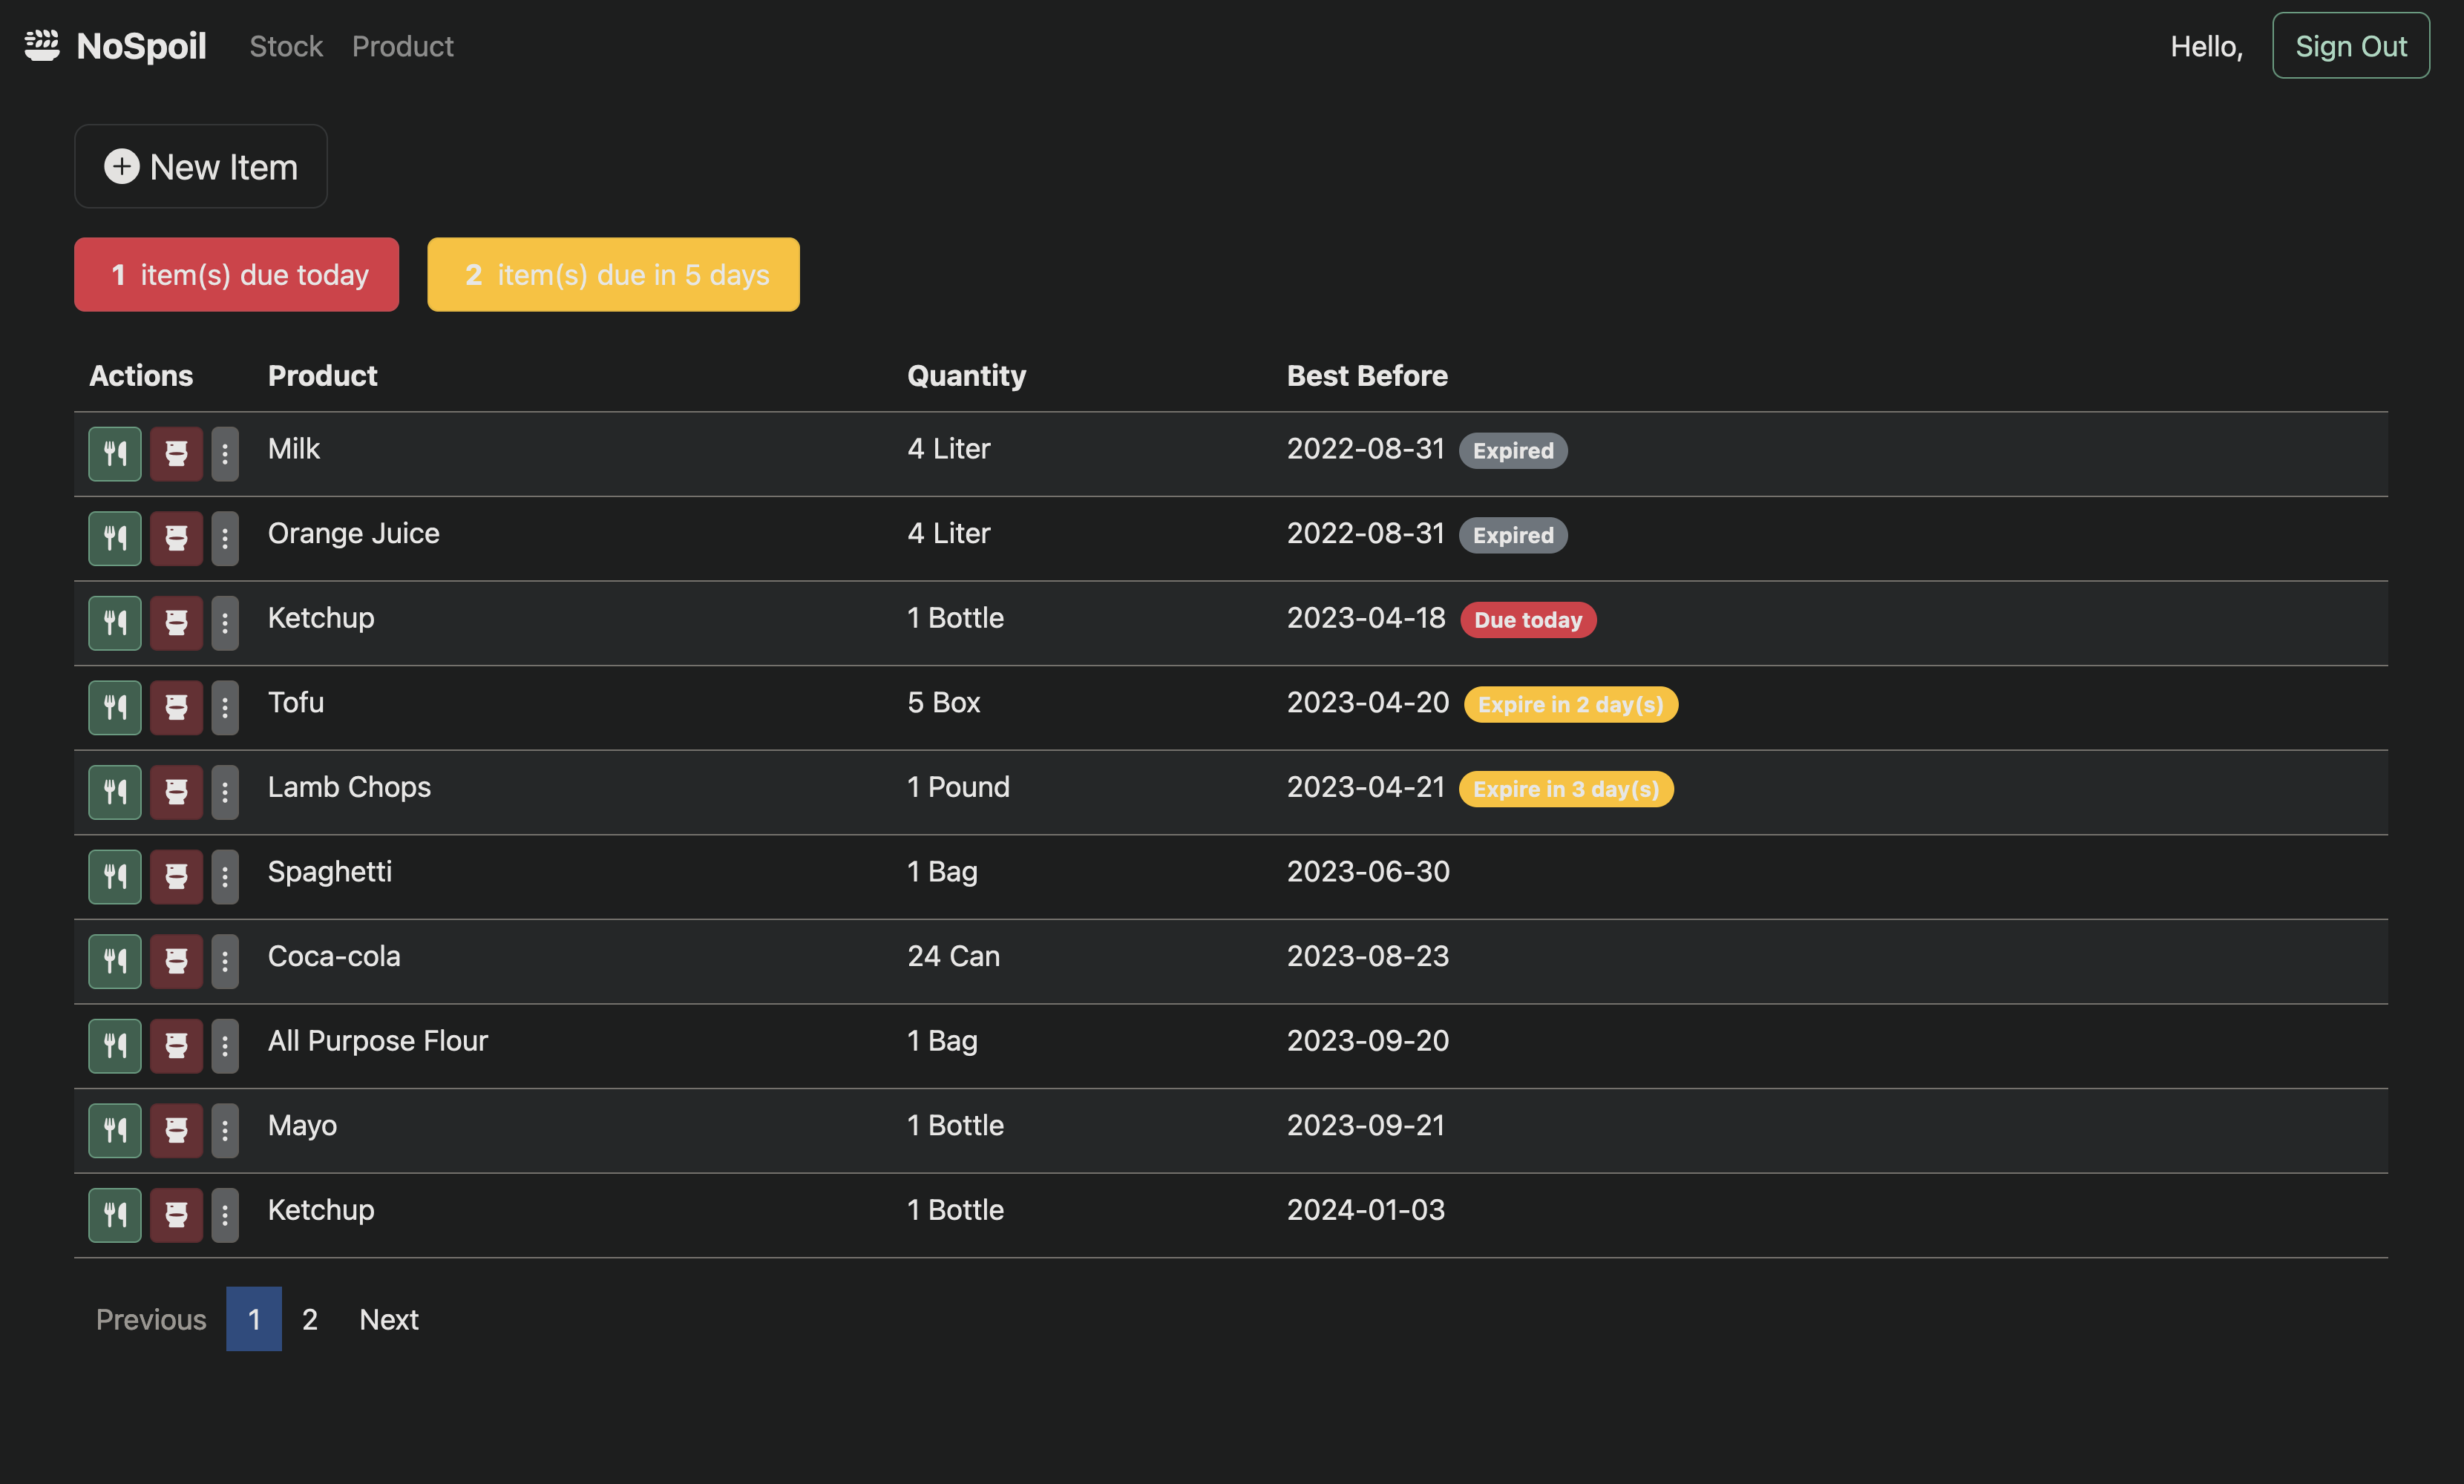 NoSpoil Stock Product Hello, Sign Out
New Item
1 item(s) due today 2 item(s) due in 5 days
Actions Product Quantity Best Before
Milk 4 Liter 2022-08-31 Expired
Orange Juice 4 Liter 2022-08-31 Expired
Ketchup 1 Bottle 2023-04-18 Due today
Tofu 5 Box 2023-04-20 Expire in 2 day(s)
Lamb Chops 1 Pound 2023-04-21 Expire in 3 day(s)
Spaghetti 1 Bag 2023-06-30
Coca-cola 24 Can 2023-08-23
All Purpose Flour 1 Bag 2023-09-20
Mayo 1 Bottle 2023-09-21
Ketchup 1 Bottle 2024-01-03
Previous 1 2 Next